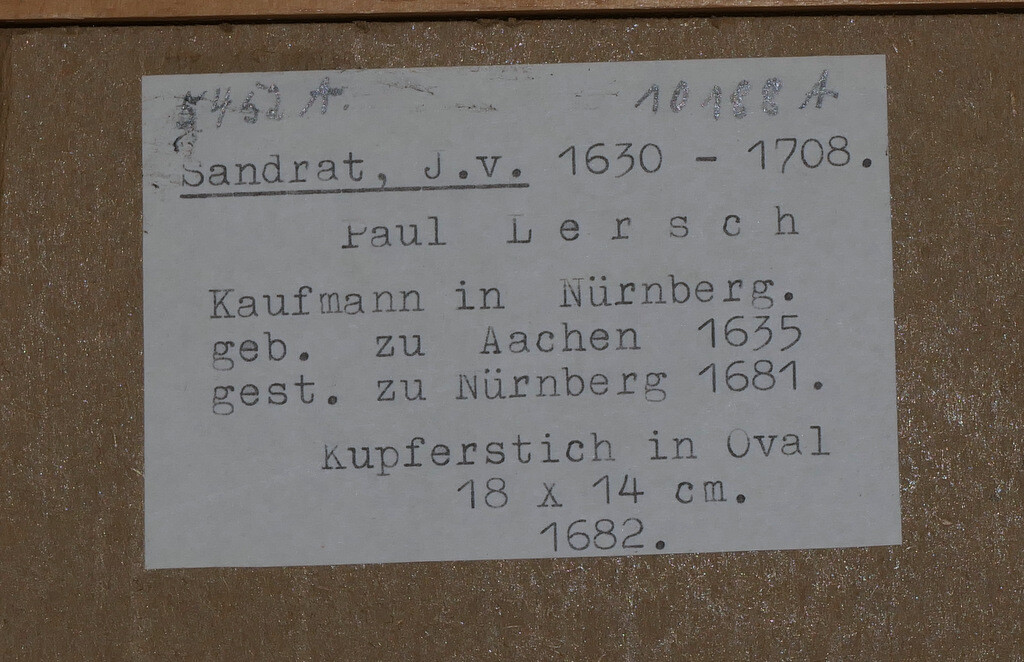 10188 A
Sandrat, J.v. 1630 - 1708.
Paul L e r s c h
Kaufmann in Nürnberg.
geb. zu Aachen 1635
gest. zu Nürnberg 1681.
Kupferstich in Oval
18 x 14 cm.
1682.